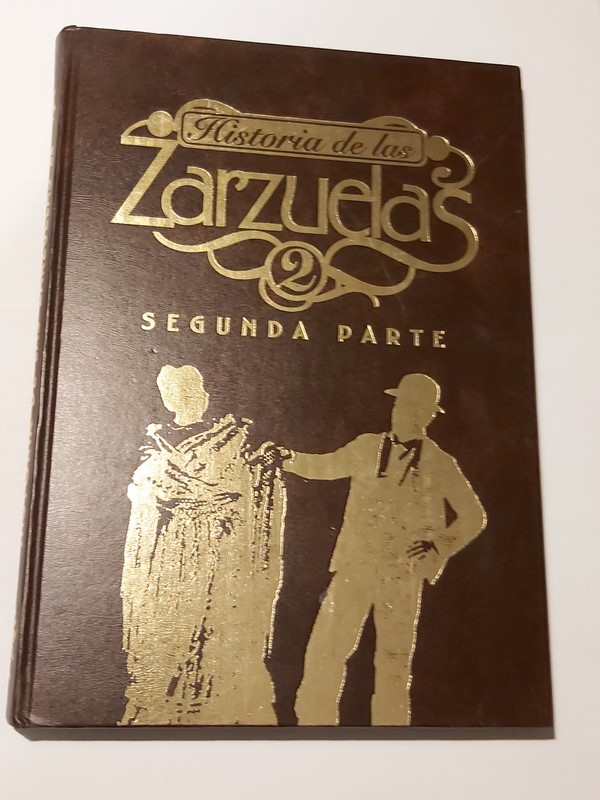 Historia de las
Zarzuelas
2
SEGUNDA PARTE